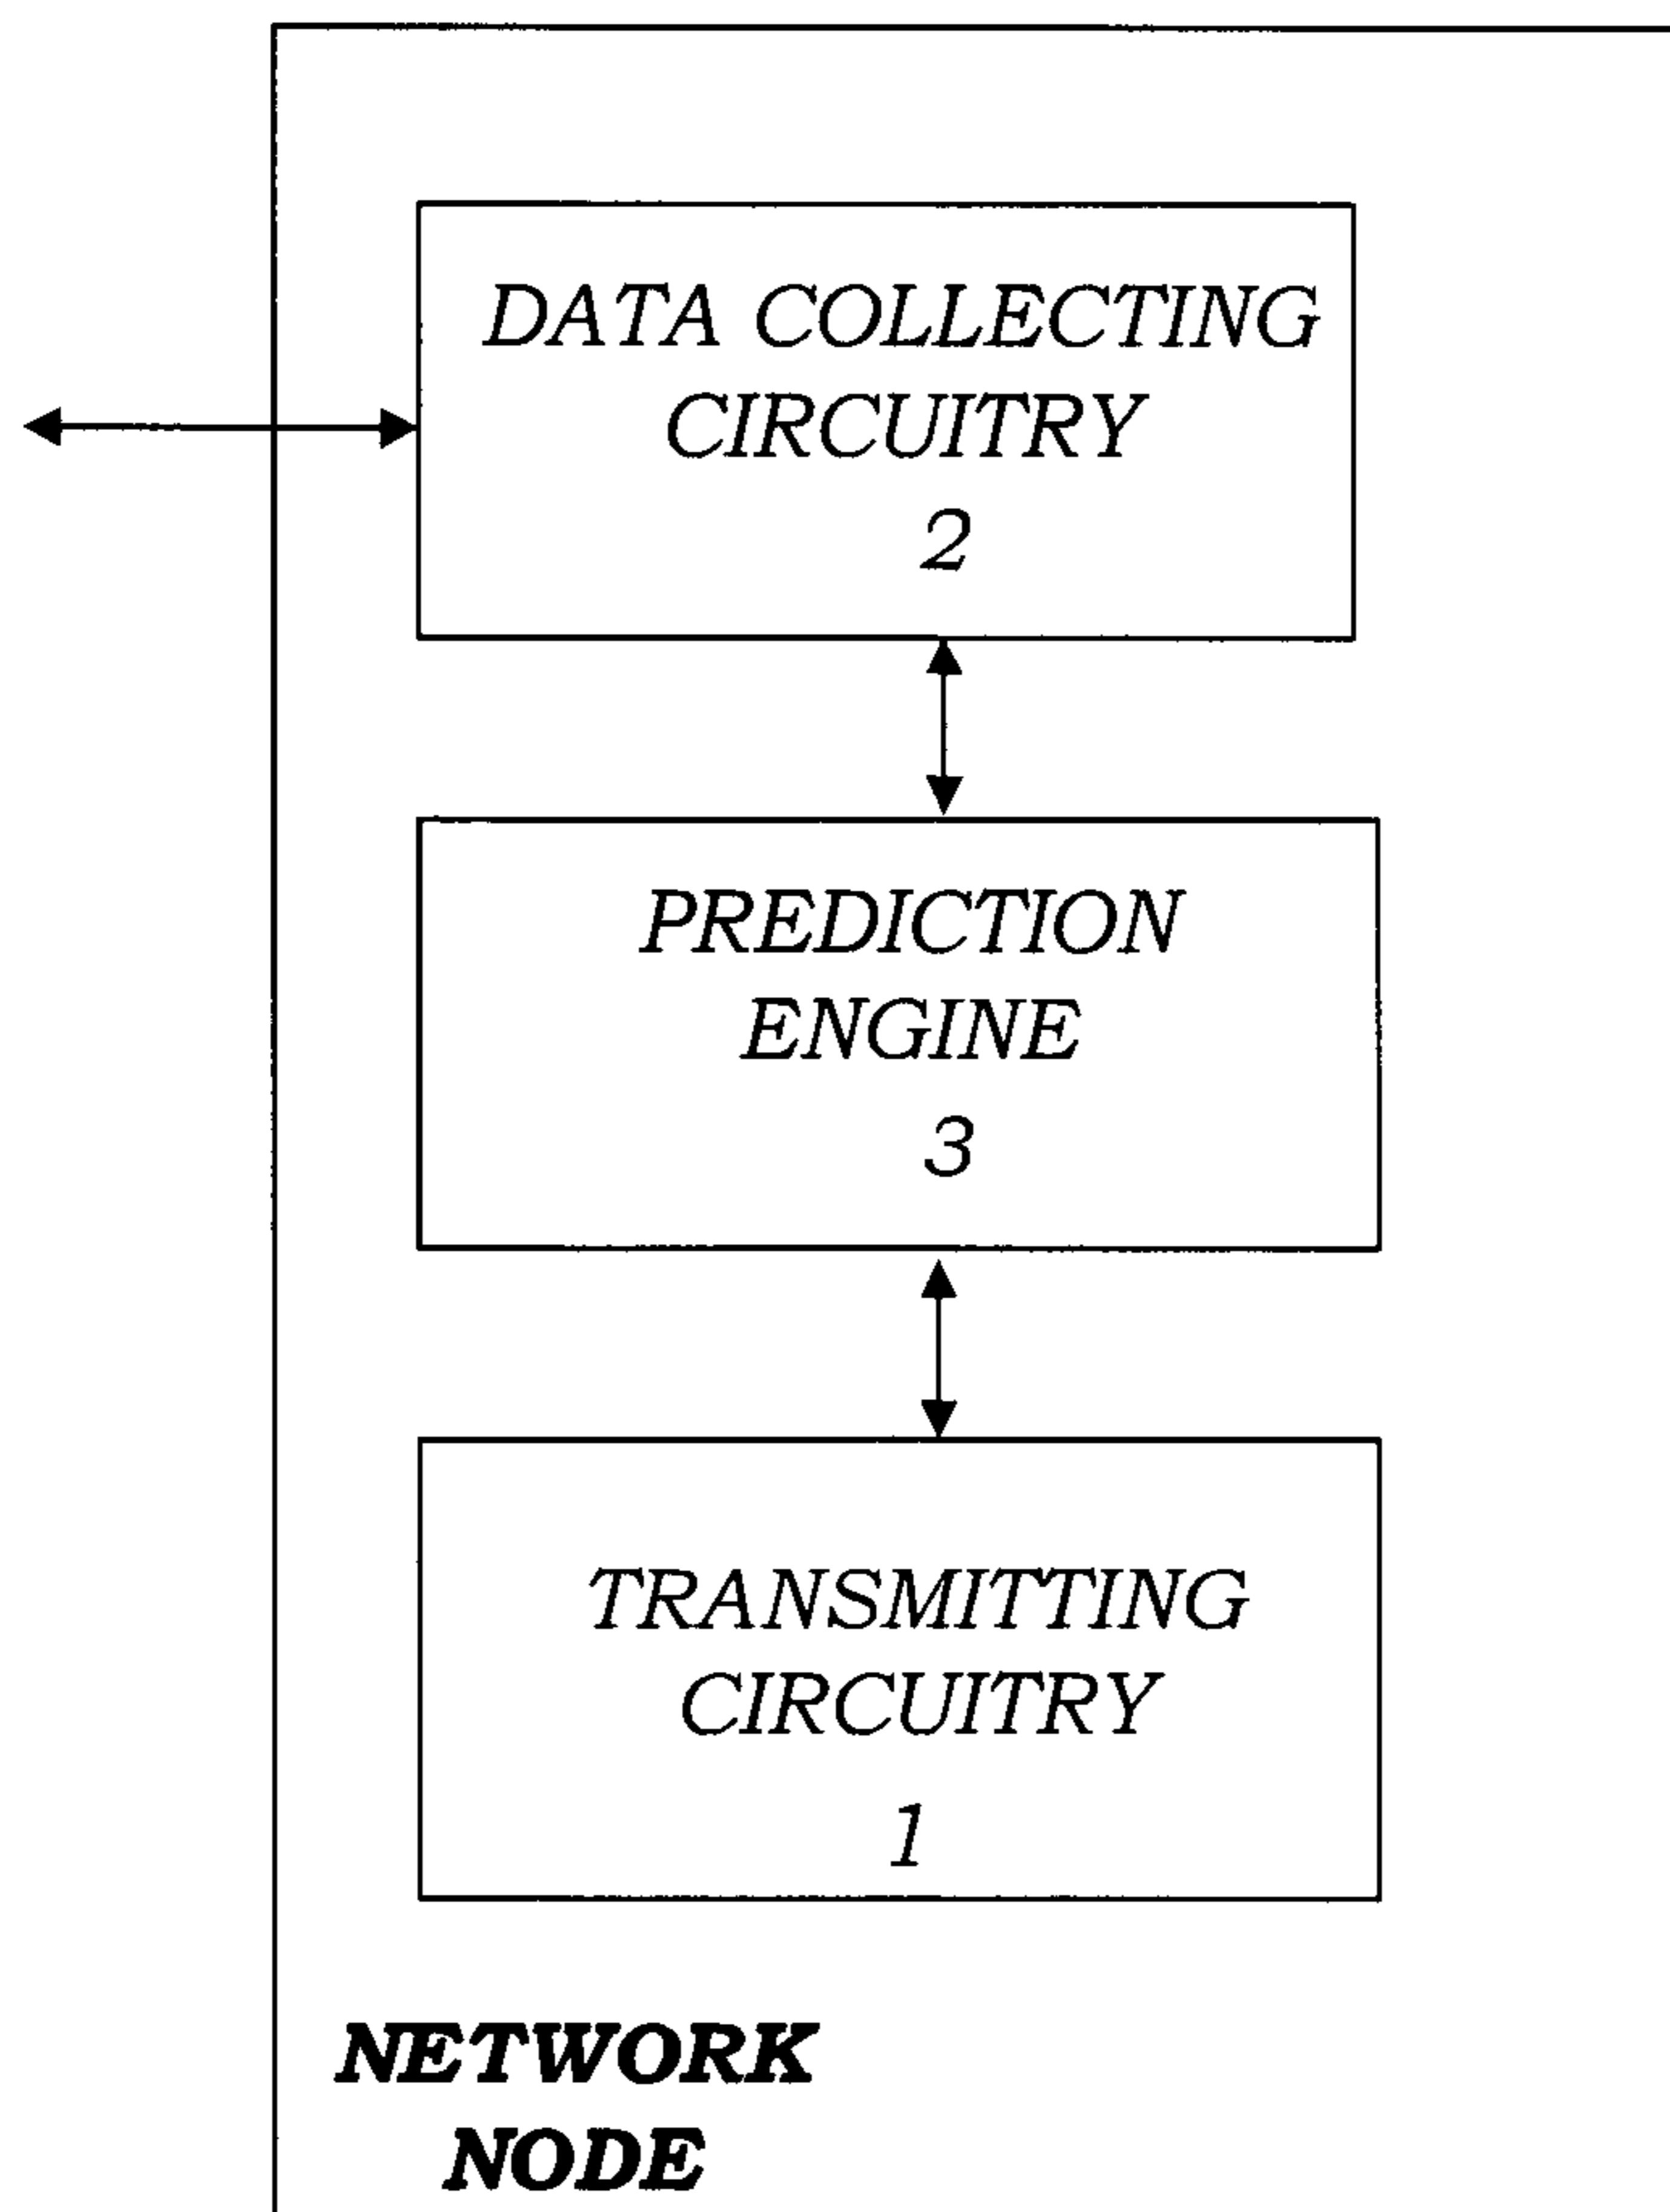 DATA COLLECTING
CIRCUITRY
2
PREDICTION
ENGINE
3
TRANSMITTING
CIRCUITRY
1
NETWORK
NODE